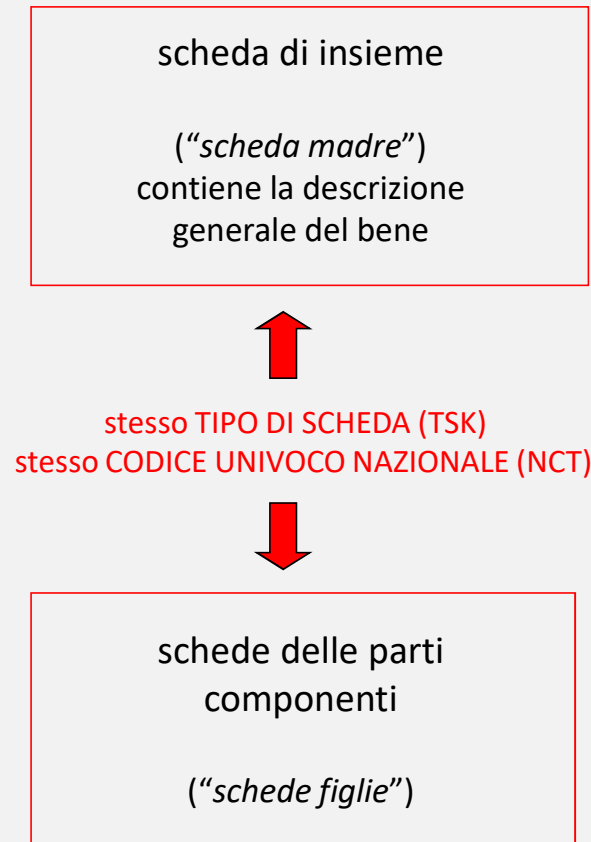 scheda di insieme
(“scheda madre”)
contiene la descrizione
generale del bene
stesso TIPO DI SCHEDA (TSK)
stesso CODICE UNIVOCO NAZIONALE (NCT)
schede delle parti
componenti
(“schede figlie”)